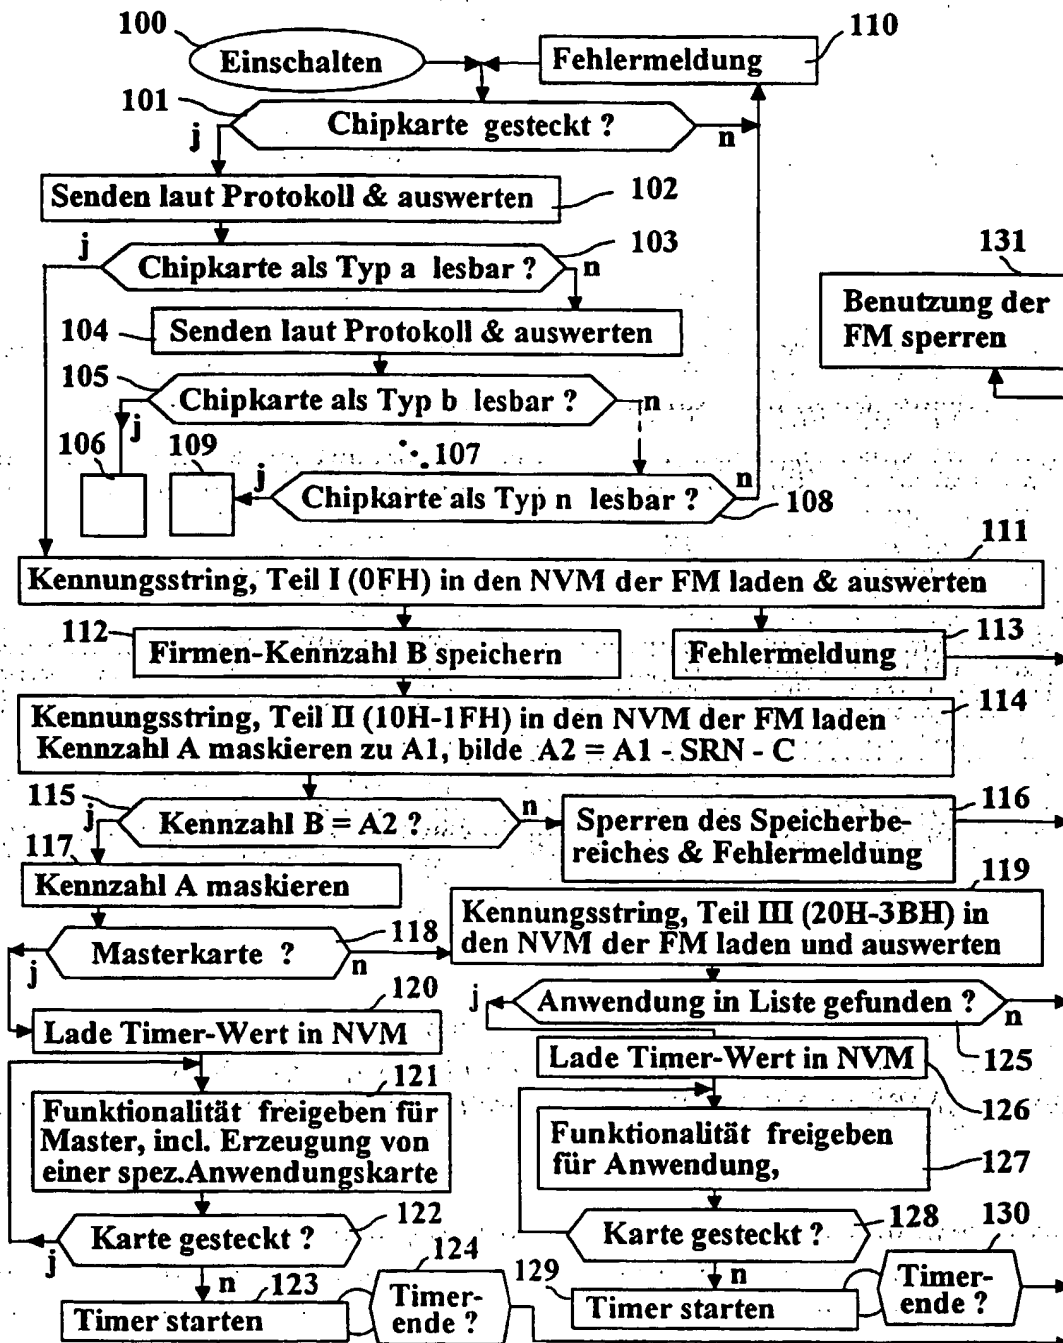 100
Einschalten
Fehlermeldung
110
101
Chipkarte gesteckt ?
j
n
Senden laut Protokoll & auswerten
102
j
103
Chipkarte als Typ a lesbar ?
n
131
Benutzung der
FM sperren
104
Senden laut Protokoll & auswerten
105
Chipkarte als Typ b lesbar ?
n
j
106
109
107
j
Chipkarte als Typ n lesbar ?
n
108
111
Kennungsstring, Teil I (0FH) in den NVM der FM laden & auswerten
112
Firmen-Kennzahl B speichern
Fehlermeldung
113
114
Kennungsstring, Teil II (10H-1FH) in den NVM der FM laden
Kennzahl A maskieren zu A1, bilde A2 = A1 - SRN - C
115
j
Kennzahl B = A2 ?
n
116
Sperren des Speicherbe-
reiches & Fehlermeldung
117
Kennzahl A maskieren
119
Kennungsstring, Teil III (20H-3BH) in
den NVM der FM laden und auswerten
118
Masterkarte ?
j
n
120
Lade Timer-Wert in NVM
j
Anwendung in Liste gefunden ?
n
125
Lade Timer-Wert in NVM
126
121
Funktionalität freigeben für
Master, incl. Erzeugung von
einer spez.Anwendungskarte
Funktionalität freigeben
für Anwendung,
127
122
Karte gesteckt ?
j
n
128
Karte gesteckt ?
n
130
123
Timer starten
124
Timer-
ende ?
129
Timer starten
Timer-
ende ?